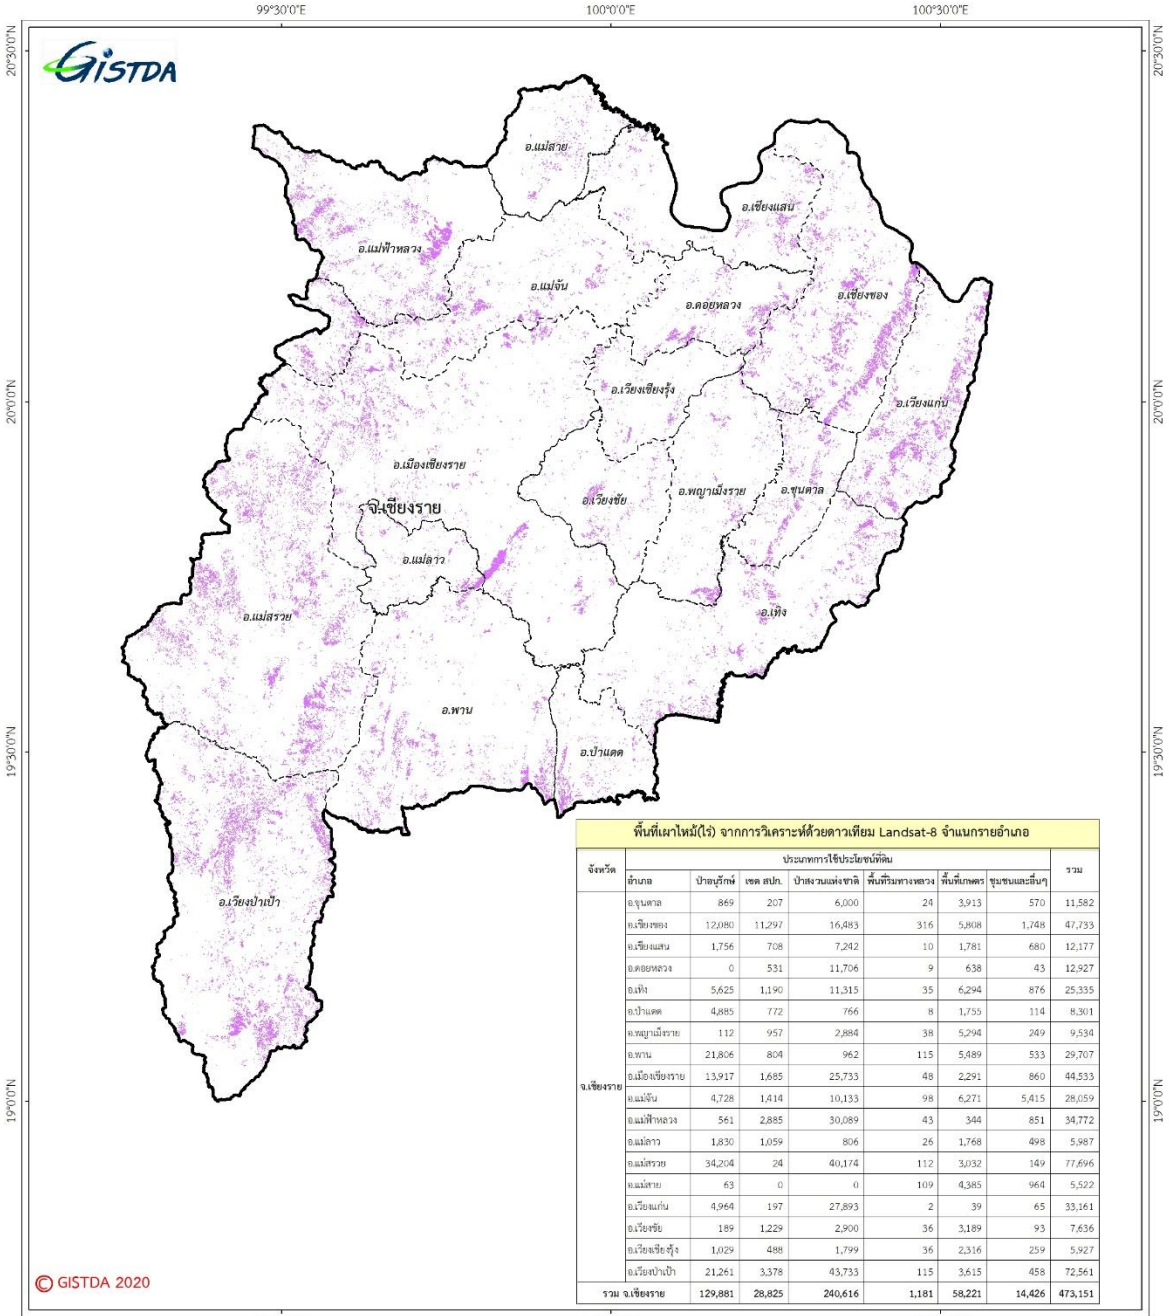 99°30'0"E 100°0'0"E 100°30'0"E
20°30'0"N 20°30'0"N
GISTDA
อ.แม่สาย
อ.เชียงแสน
อ.แม่ฟ้าหลวง
อ.แม่จัน
อ.ดอยหลวง
อ.เชียงของ
20°0'0"N 20°0'0"N
อ.เวียงเชียงรุ้ง
อ.เวียงแก่น
อ.เมืองเชียงราย
อ.เวียงชัย
อ.พญาเม็งราย
อ.ขุนตาล
จ.เชียงราย
อ.แม่ลาว
อ.แม่สรวย
อ.เทิง
อ.พาน
อ.ป่าแดด
19°30'0"N 19°30'0"N
อ.เวียงป่าเป้า
19°0'0"N 19°0'0"N
พื้นที่เผาไหม้(ไร่) จากการวิเคราะห์ด้วยดาวเทียม Landsat-8 จำแนกรายอำเภอ
จังหวัด ประเภทการใช้ประโยชน์ที่ดิน รวม
อำเภอ ป่าอนุรักษ์ เขต สปก. ป่าสงวนแห่งชาติ พื้นที่ริมทางหลวง พื้นที่เกษตร ชุมชนและอื่นๆ
จ.เชียงราย
อ.ขุนตาล 869 207 6,000 24 3,913 570 11,582
อ.เชียงของ 12,080 11,297 16,483 316 5,808 1,748 47,733
อ.เชียงแสน 1,756 708 7,242 10 1,781 680 12,177
อ.ดอยหลวง 0 531 11,706 9 638 43 12,927
อ.เทิง 5,625 1,190 11,315 35 6,294 876 25,335
อ.ป่าแดด 4,885 772 766 8 1,755 114 8,301
อ.พญาเม็งราย 112 957 2,884 38 5,294 249 9,534
อ.พาน 21,806 804 962 115 5,489 533 29,707
อ.เมืองเชียงราย 13,917 1,685 25,733 48 2,291 860 44,533
อ.แม่จัน 4,728 1,414 10,133 98 6,271 5,415 28,059
อ.แม่ฟ้าหลวง 561 2,885 30,089 43 344 851 34,772
อ.แม่ลาว 1,830 1,059 806 26 1,768 498 5,987
อ.แม่สรวย 34,204 24 40,174 112 3,032 149 77,696
อ.แม่สาย 63 0 0 109 4,385 964 5,522
อ.เวียงแก่น 4,964 197 27,893 2 39 65 33,161
อ.เวียงชัย 189 1,229 2,900 36 3,189 93 7,636
อ.เวียงเชียงรุ้ง 1,029 488 1,799 36 2,316 259 5,927
อ.เวียงป่าเป้า 21,261 3,378 43,733 115 3,615 458 72,561
รวม จ.เชียงราย 129,881 28,825 240,616 1,181 58,221 14,426 473,151
© GISTDA 2020